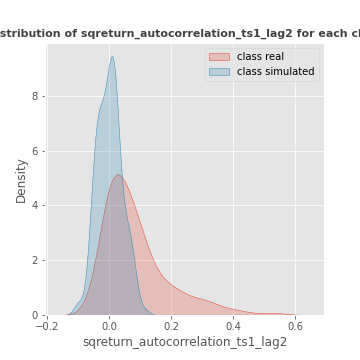 stribution of sqreturn_autocorrelation_ts1_lag2 for each cl
class real
class simulated
Density
8
6
4
2
0
−0.2 0.0 0.2 0.4 0.6
sqreturn_autocorrelation_ts1_lag2